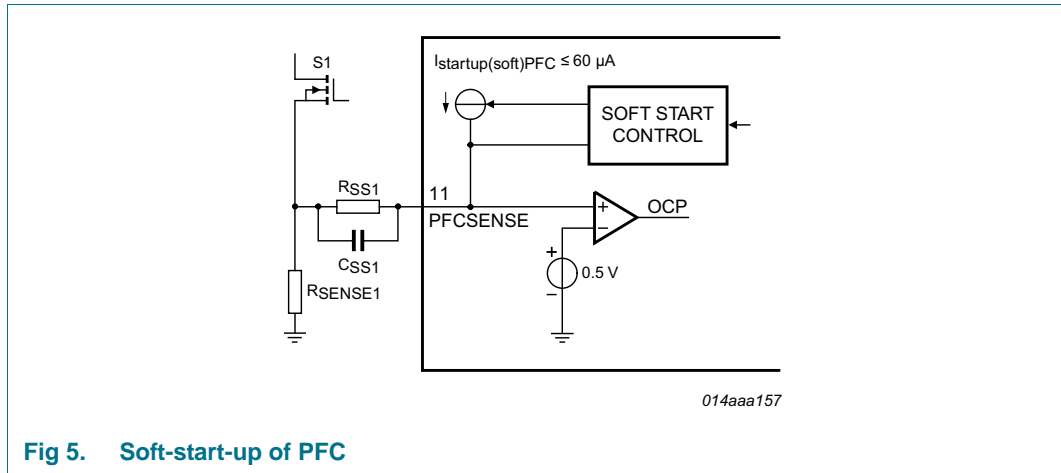 S1
Istartup(soft)PFC ≤ 60 μA
SOFT START
CONTROL
RSS1
11
PFCSENSE
CSS1
RSENSE1
+
−
OCP
+
−
0.5 V
014aaa157
Fig 5. Soft-start-up of PFC